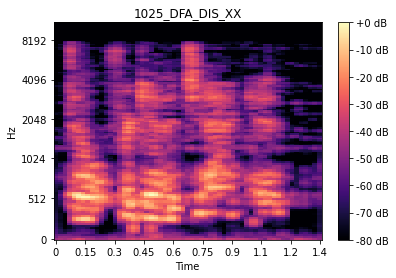 1025_DFA_DIS_XX
+0 dB
8192
-10 dB
4096
-20 dB
-30 dB
2048
-40 dB
Hz
1024
-50 dB
-60 dB
512
-70 dB
0
-80 dB
0 0.15 0.3 0.45 0.6 0.75 0.9 1.1 1.2 1.4
Time